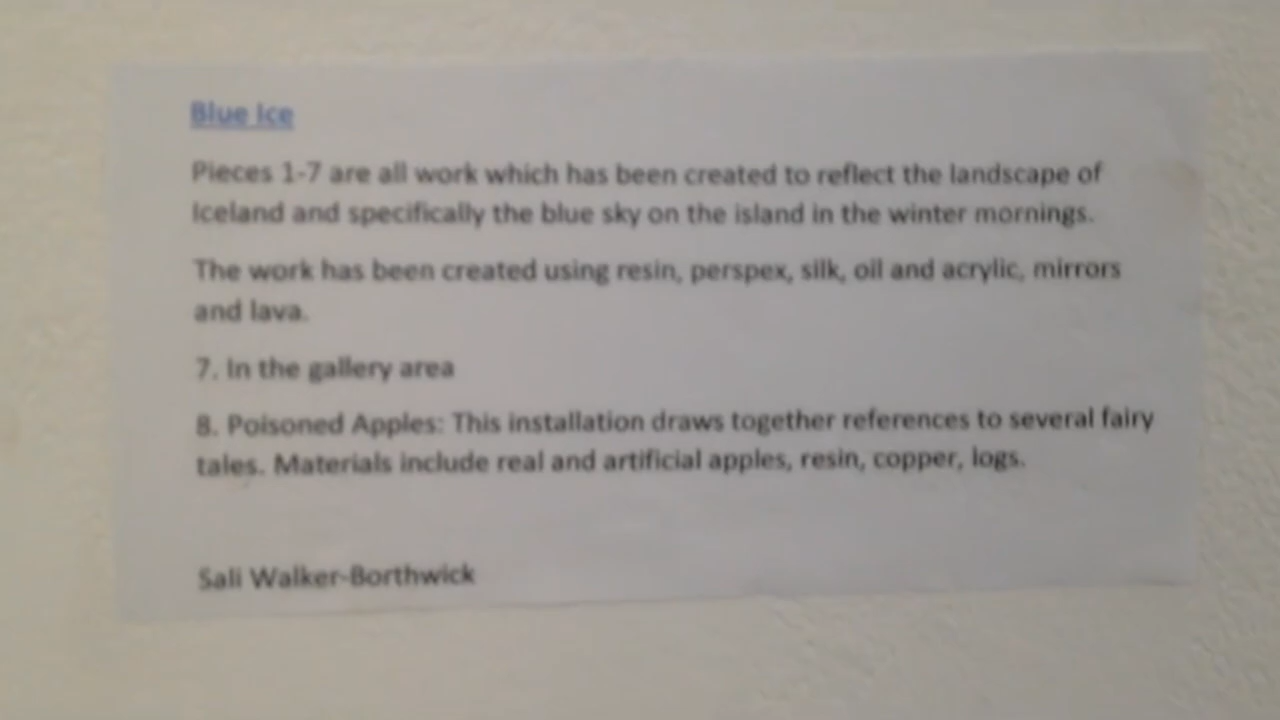 Blue Ice
Pieces 1-7 are all work which has been created to reflect the landscape of
Iceland and specifically the blue sky on the island in the winter mornings.
The work has been created using resin, perspex, silk, oil and acrylic, mirrors
and lava.
7. In the gallery area
8. Poisoned Apples: This installation draws together references to several fairy
tales. Materials include real and artificial apples, resin, copper, logs.
Sali Walker-Borthwick